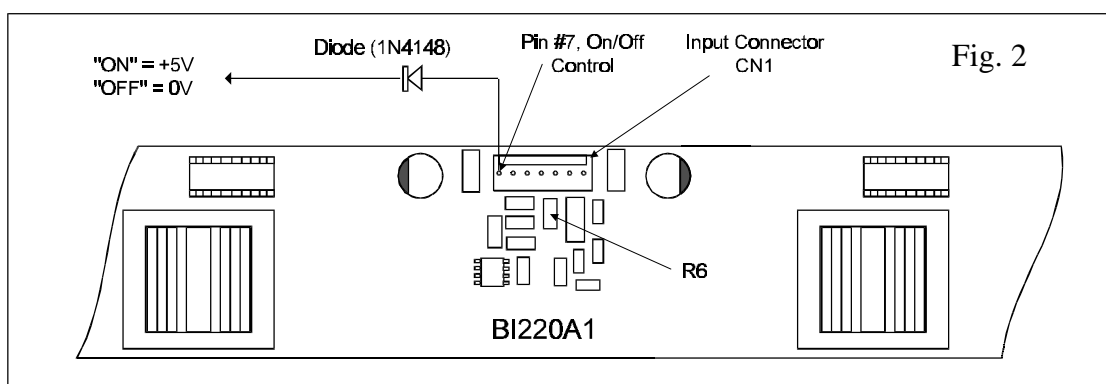 Diode (1N4148)
Pin #7, On/Off
Control
Input Connector
CN1
Fig. 2
"ON" = +5V
"OFF" = 0V
R6
BI220A1